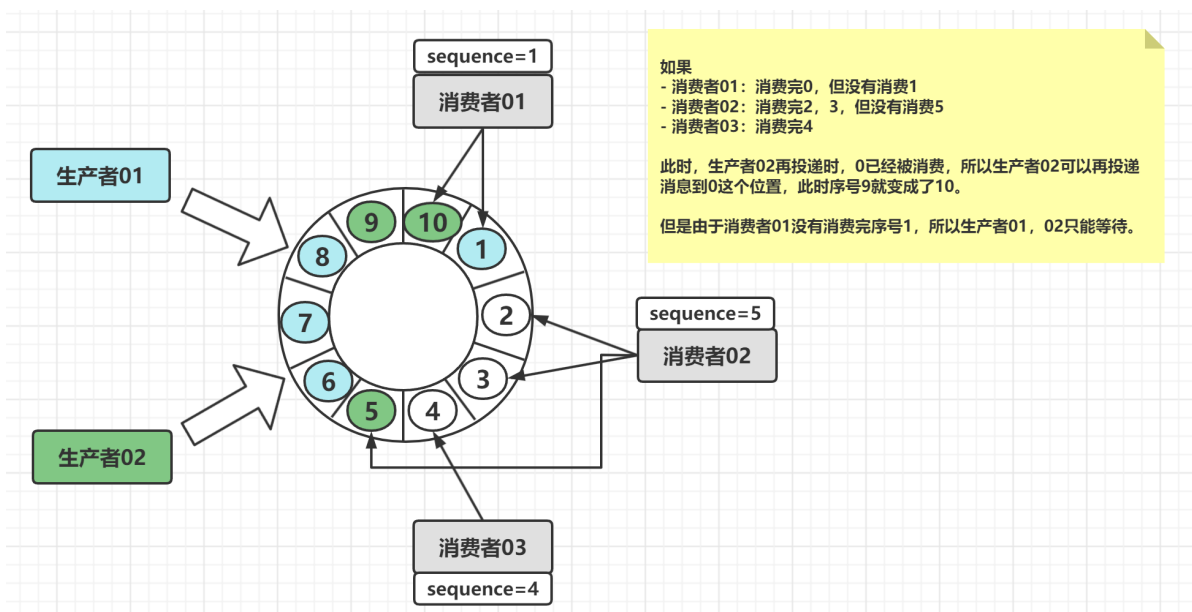 sequence=1
消费者01
如果
- 消费者01：消费完0，但没有消费1
- 消费者02：消费完2，3，但没有消费5
- 消费者03：消费完4
此时，生产者02再投递时，0已经被消费，所以生产者02可以再投递
消息到0这个位置，此时序号9就变成了10。
但是由于消费者01没有消费完序号1，所以生产者01，02只能等待。
生产者01
9
10
8
1
7
2
sequence=5
消费者02
6
3
5
4
生产者02
消费者03
sequence=4